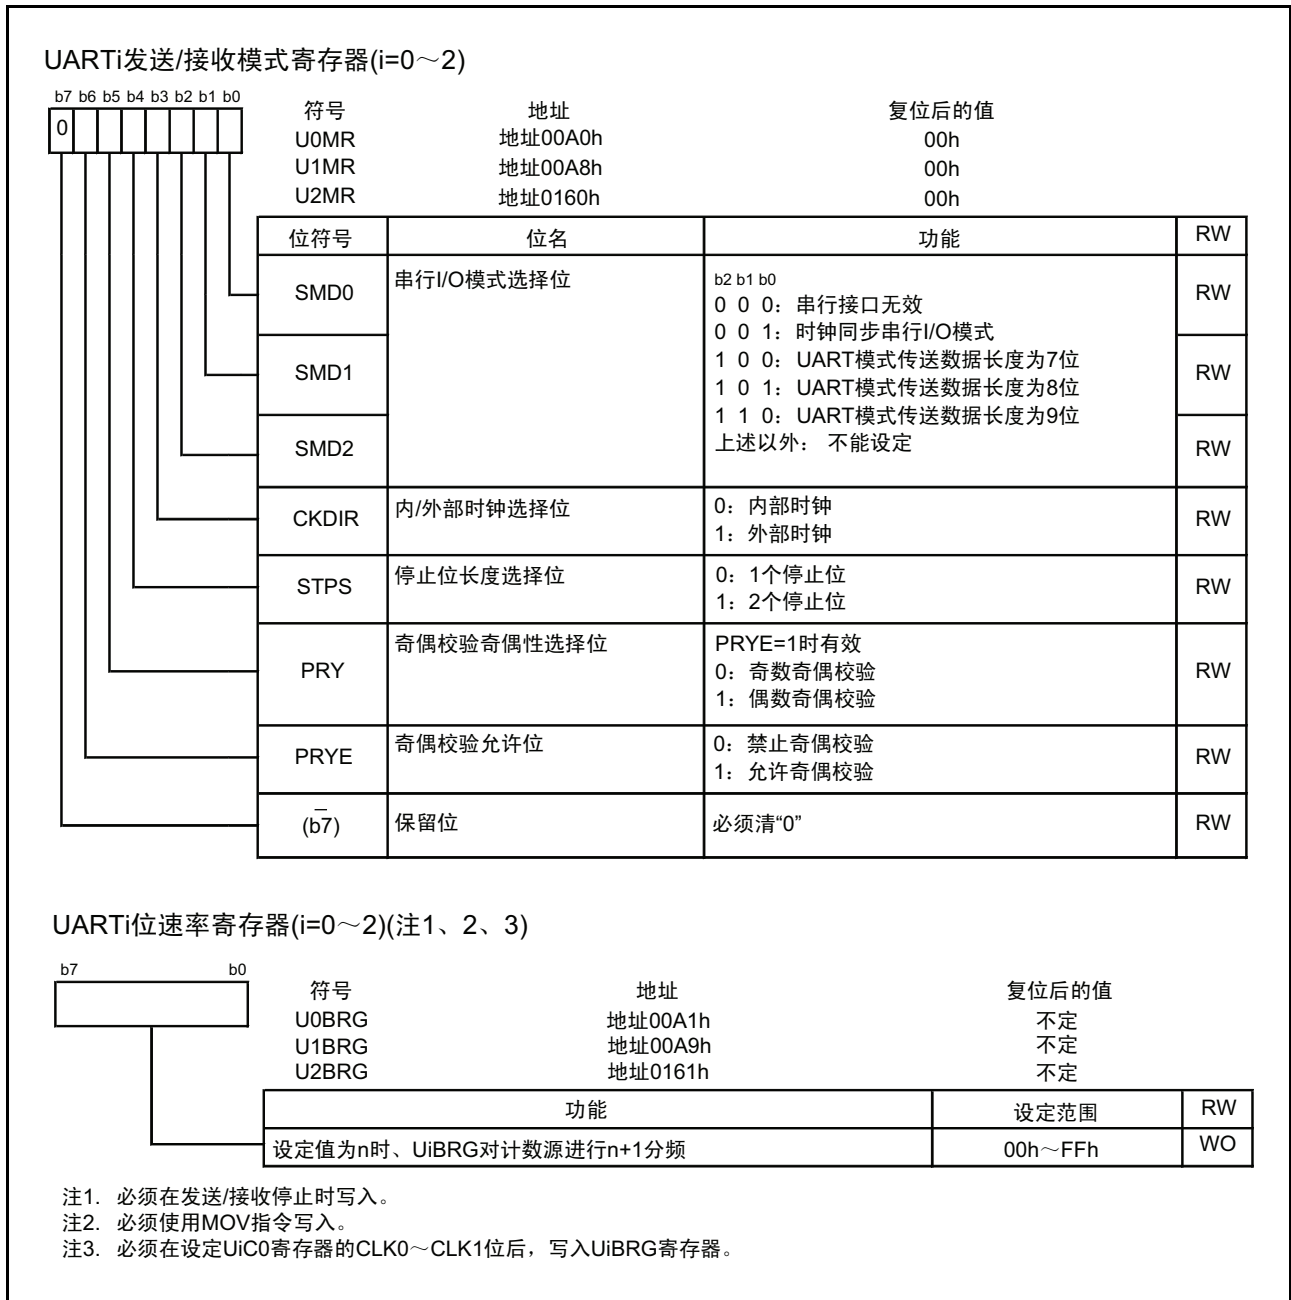 UARTi发送/接收模式寄存器(i=0～2)
b7 b6 b5 b4 b3 b2 b1 b0
0
符号 地址 复位后的值
U0MR 地址00A0h 00h
U1MR 地址00A8h 00h
U2MR 地址0160h 00h
位符号 位名 功能 RW
SMD0 串行I/O模式选择位 b2 b1 b0 RW
0 0 0：串行接口无效
0 0 1：时钟同步串行I/O模式
SMD1 1 0 0：UART模式传送数据长度为7位 RW
1 0 1：UART模式传送数据长度为8位
1 1 0：UART模式传送数据长度为9位
SMD2 上述以外： 不能设定 RW
CKDIR 内/外部时钟选择位 0：内部时钟 RW
1：外部时钟
STPS 停止位长度选择位 0：1个停止位 RW
1：2个停止位
PRY 奇偶校验奇偶性选择位 PRYE=1时有效 RW
0：奇数奇偶校验
1：偶数奇偶校验
PRYE 奇偶校验允许位 0：禁止奇偶校验 RW
1：允许奇偶校验
—
(b7) 保留位 必须清“0” RW
UARTi位速率寄存器(i=0～2)(注1、2、3)
b7 b0
符号 地址 复位后的值
U0BRG 地址00A1h 不定
U1BRG 地址00A9h 不定
U2BRG 地址0161h 不定
功能 设定范围 RW
设定值为n时、UiBRG对计数源进行n+1分频 00h～FFh WO
注1. 必须在发送/接收停止时写入。
注2. 必须使用MOV指令写入。
注3. 必须在设定UiC0寄存器的CLK0～CLK1位后，写入UiBRG寄存器。